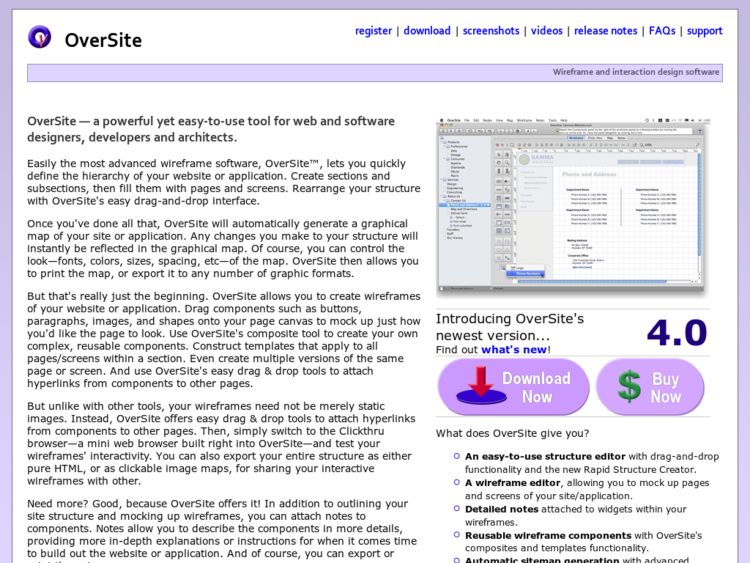 OverSite
register | download | screenshots | videos | release notes | FAQs | support
Wireframe and interaction design software
OverSite — a powerful yet easy-to-use tool for web and software
designers, developers and architects.
Easily the most advanced wireframe software, OverSite™, lets you quickly
define the hierarchy of your website or application. Create sections and
subsections, then fill them with pages and screens. Rearrange your structure
with OverSite's easy drag-and-drop interface.
Once you've done all that, OverSite will automatically generate a graphical
map of your site or application. Any changes you make to your structure will
instantly be reflected in the graphical map. Of course, you can control the
look—fonts, colors, sizes, spacing, etc—of the map. OverSite then allows you
to print the map, or export it to any number of graphic formats.
But that's really just the beginning. OverSite allows you to create wireframes
of your website or application. Drag components such as buttons,
paragraphs, images, and shapes onto your page canvas to mock up just how
you'd like the page to look. Use OverSite's composite tool to create your own
complex, reusable components. Construct templates that apply to all
pages/screens within a section. Even create multiple versions of the same
page or screen. And use OverSite's easy drag & drop tools to attach
hyperlinks from components to other pages.
But unlike with other tools, your wireframes need not be merely static
images. Instead, OverSite offers easy drag & drop tools to attach hyperlinks
from components to other pages. Then, simply switch to the Clickthru
browser—a mini web browser built right into OverSite—and test your
wireframes' interactivity. You can also export your entire structure as either
pure HTML, or as clickable image maps, for sharing your interactive
wireframes with other.
Need more? Good, because OverSite offers it! In addition to outlining your
site structure and mocking up wireframes, you can attach notes to
components. Notes allow you to describe the components in more details,
providing more in-depth explanations or instructions for when it comes time
to build out the website or application. And of course, you can export or
GAMMA
Phone and Address
Introducing OverSite's
newest version...
4.0
Find out what's new!
Download
Now
Buy
Now
What does OverSite give you?
An easy-to-use structure editor with drag-and-drop
functionality and the new Rapid Structure Creator.
A wireframe editor, allowing you to mock up pages
and screens of your site/application.
Detailed notes attached to widgets within your
wireframes.
Reusable wireframe components with OverSite's
composites and templates functionality.
Automatic sitemap generation with advanced